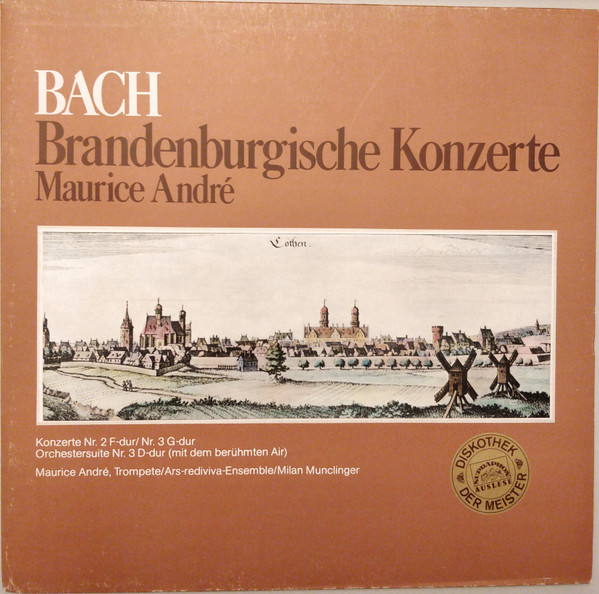 BACH
Brandenburgische Konzerte
Maurice André
Cothen.
Konzerte Nr. 2 F-dur/ Nr. 3 G-dur
Orchestersuite Nr. 3 D-dur (mit dem berühmten Air)
Maurice André, Trompete/Ars-rediviva-Ensemble/Milan Munclinger
DISKOTHEK
SUPRAPHON
AUSLESE
DER MEISTER